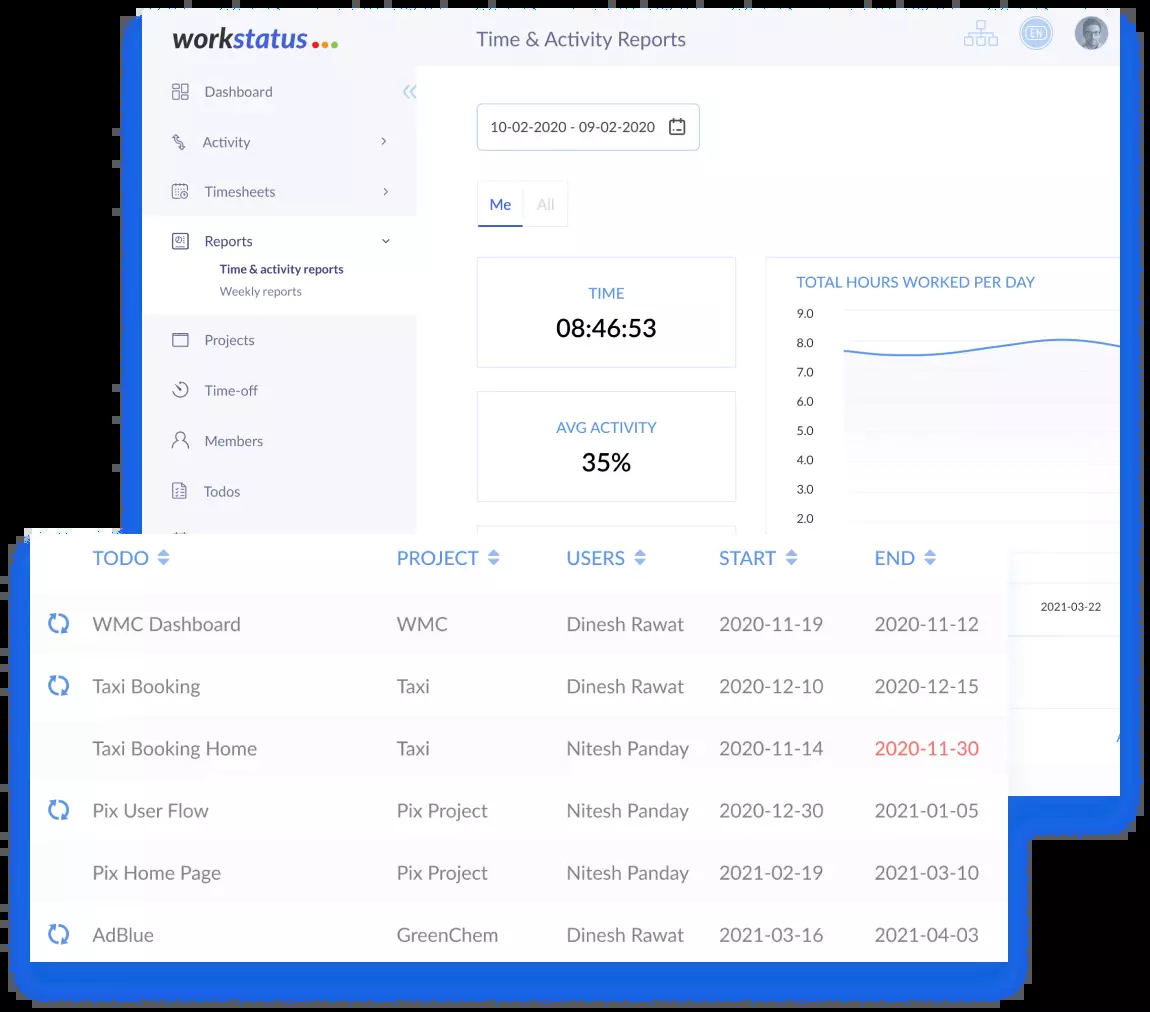 workstatus
Time & Activity Reports
EN
Dashboard
Activity
Timesheets
Reports
Time & activity reports
Weekly reports
Projects
Time-off
Members
Todos
10-02-2020 - 09-02-2020
Me All
TIME
08:46:53
AVG ACTIVITY
35%
TOTAL HOURS WORKED PER DAY
9.0
8.0
7.0
6.0
5.0
4.0
3.0
2.0
2021-03-22
TODO PROJECT USERS START END
WMC Dashboard WMC Dinesh Rawat 2020-11-19 2020-11-12
Taxi Booking Taxi Dinesh Rawat 2020-12-10 2020-12-15
Taxi Booking Home Taxi Nitesh Panday 2020-11-14 2020-11-30
Pix User Flow Pix Project Nitesh Panday 2020-12-30 2021-01-05
Pix Home Page Pix Project Nitesh Panday 2021-02-19 2021-03-10
AdBlue GreenChem Dinesh Rawat 2021-03-16 2021-04-03